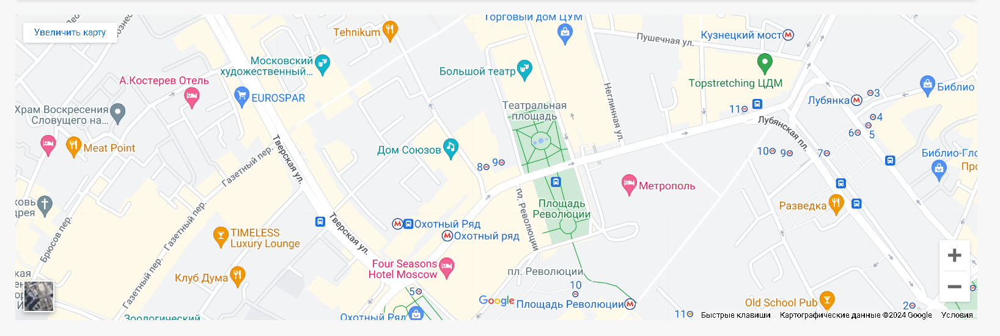 Увеличить карту
Торговый дом ЦУМ
Tehnikum
Кузнецкий мост
Пушечная ул.
Московский
художественный...
Большой театр
А.Костерев Отель
Topstretching ЦДМ
EUROSPAR
Библио
Лубянка
3
Храм Воскресения
Словущего на...
Театральная
площадь
Неглинная ул.
11
4
Лубянская пл.
6
5
Meat Point
Тверская ул.
Дом Союзов
Газетный пер.
8
9
10
9
7
Библио-Гло
Про
Метрополь
пл. Революции
Площадь
Революции
Разведка
ковь
дрея
Брюсов пер.
Газетный пер.
Тверская ул.
Охотный Ряд
Охотный ряд
TIMELESS
Luxury Lounge
Газетный пер.
Four Seasons
Hotel Moscow
пл. Революции
Клуб Дума
10
5
Google
Площадь Революции
Old School Pub
2
11
Охотный Ряд
Зоологический
Быстрые клавиши
Картографические данные ©2024 Google
Условия